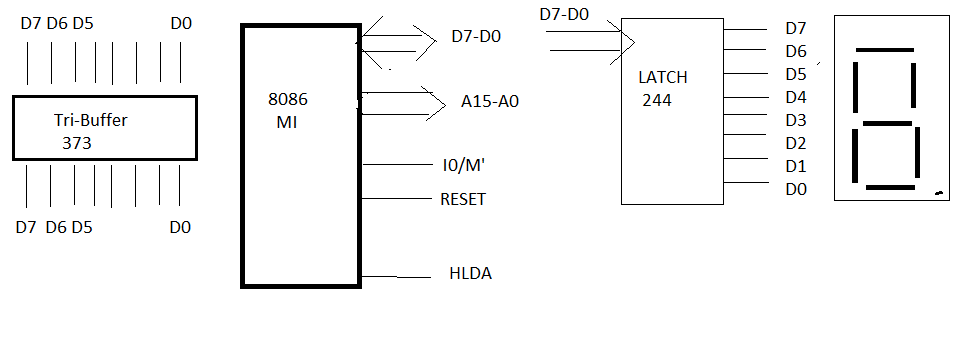 D7 D6 D5 D0
Tri-Buffer
373
D7 D6 D5 D0
8086
MI
D7-D0
A15-A0
I0/M'
RESET
HLDA
D7-D0
LATCH
244
D7
D6
D5
D4
D3
D2
D1
D0